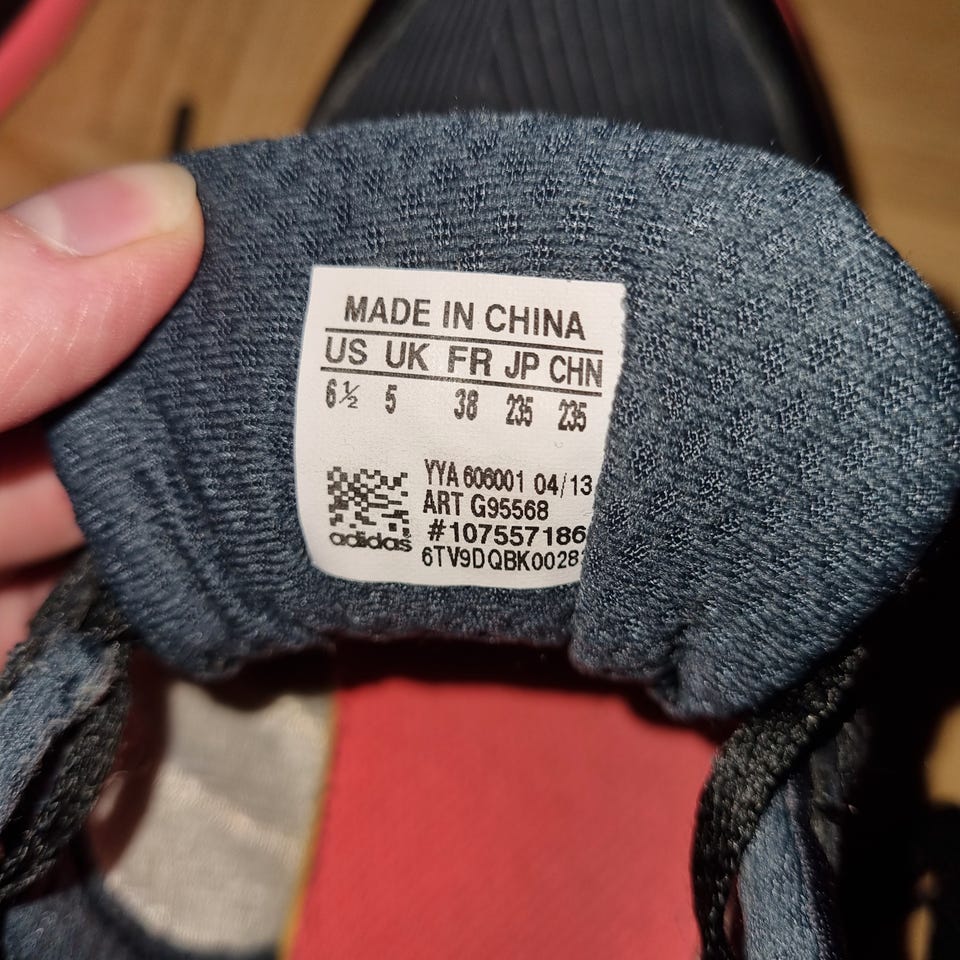 MADE IN CHINA
US UK FR JP CHN
6½ 5 38 235 235
YYA 606001 04/13
ART G95568
#107557186
adidas